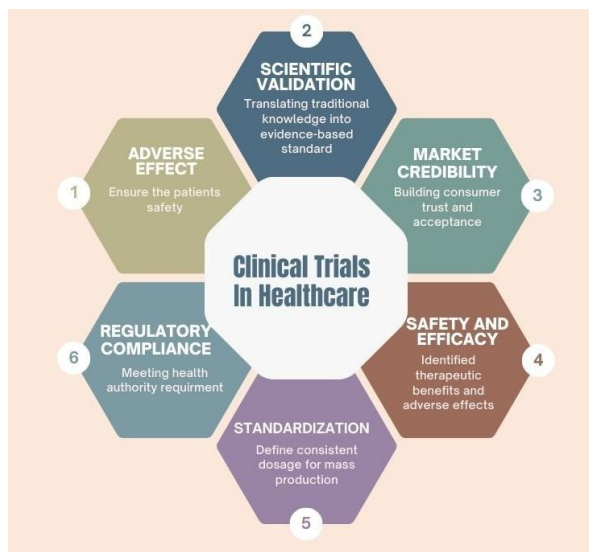 Clinical Trials
In Healthcare
1
ADVERSE
EFFECT
Ensure the patients
safety
2
SCIENTIFIC
VALIDATION
Translating traditional
knowledge into
evidence-based
standard
3
MARKET
CREDIBILITY
Building consumer
trust and
acceptance
4
SAFETY AND
EFFICACY
Identified
therapeutic
benefits and
adverse effects
5
STANDARDIZATION
Define consistent
dosage for mass
production
6
REGULATORY
COMPLIANCE
Meeting health
authority requirment